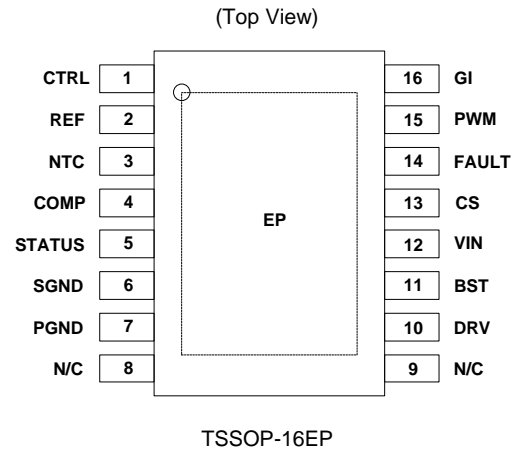 (Top View)
CTRL 1 16 GI
REF 2 15 PWM
NTC 3 14 FAULT
COMP 4 13 CS
EP
STATUS 5 12 VIN
SGND 6 11 BST
PGND 7 10 DRV
N/C 8 9 N/C
TSSOP-16EP